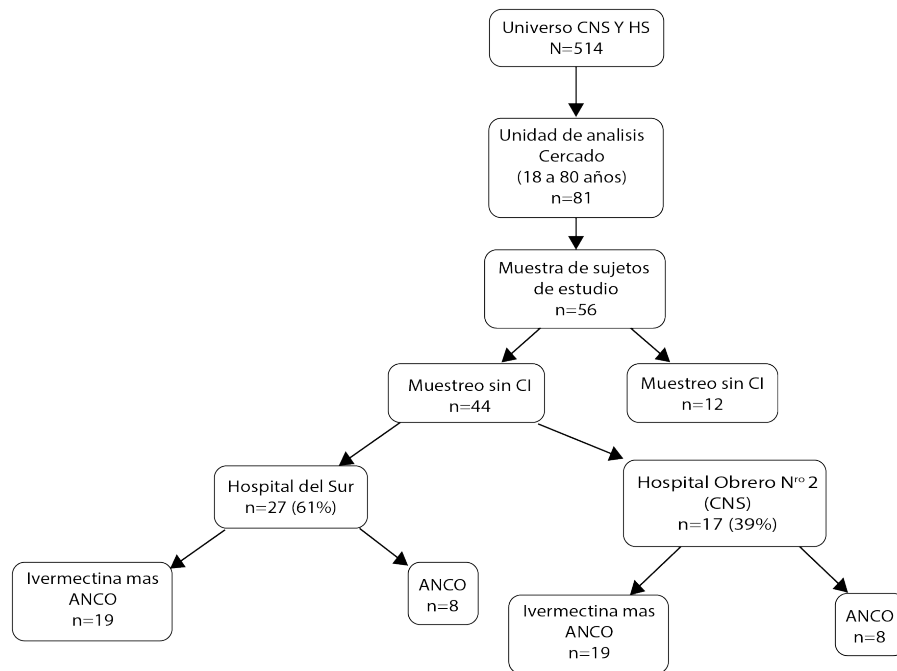 Universo CNS Y HS
N=514
Unidad de analisis
Cercado
(18 a 80 años)
n=81
Muestra de sujetos
de estudio
n=56
Muestreo sin CI
n=44
Muestreo sin CI
n=12
Hospital del Sur
n=27 (61%)
Hospital Obrero Nʳᵒ 2
(CNS)
n=17 (39%)
Ivermectina mas
ANCO
n=19
ANCO
n=8
Ivermectina mas
ANCO
n=19
ANCO
n=8